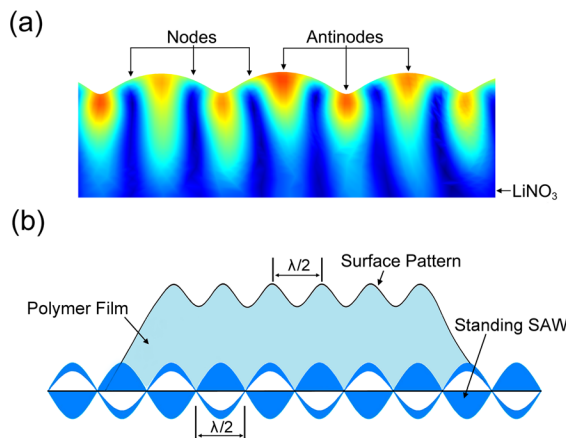 (a)
Nodes
Antinodes
LiNO₃
(b)
λ/2
Surface Pattern
Polymer Film
Standing SAW
λ/2